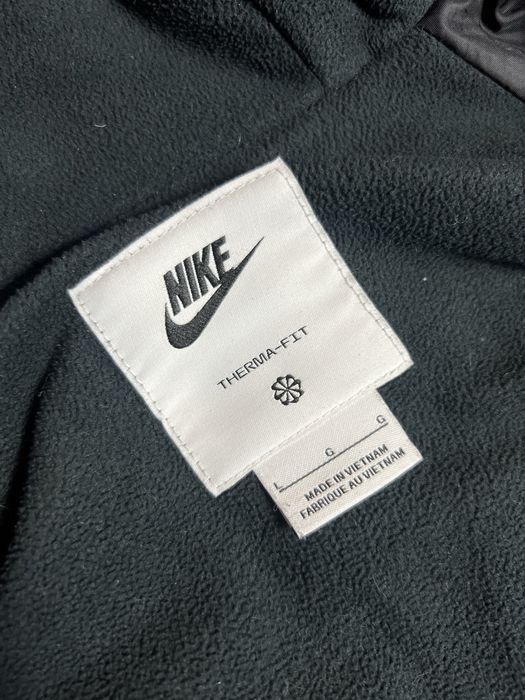 NIKE
THERMA-FIT
L G G
MADE IN VIETNAM
FABRIQUE AU VIETNAM